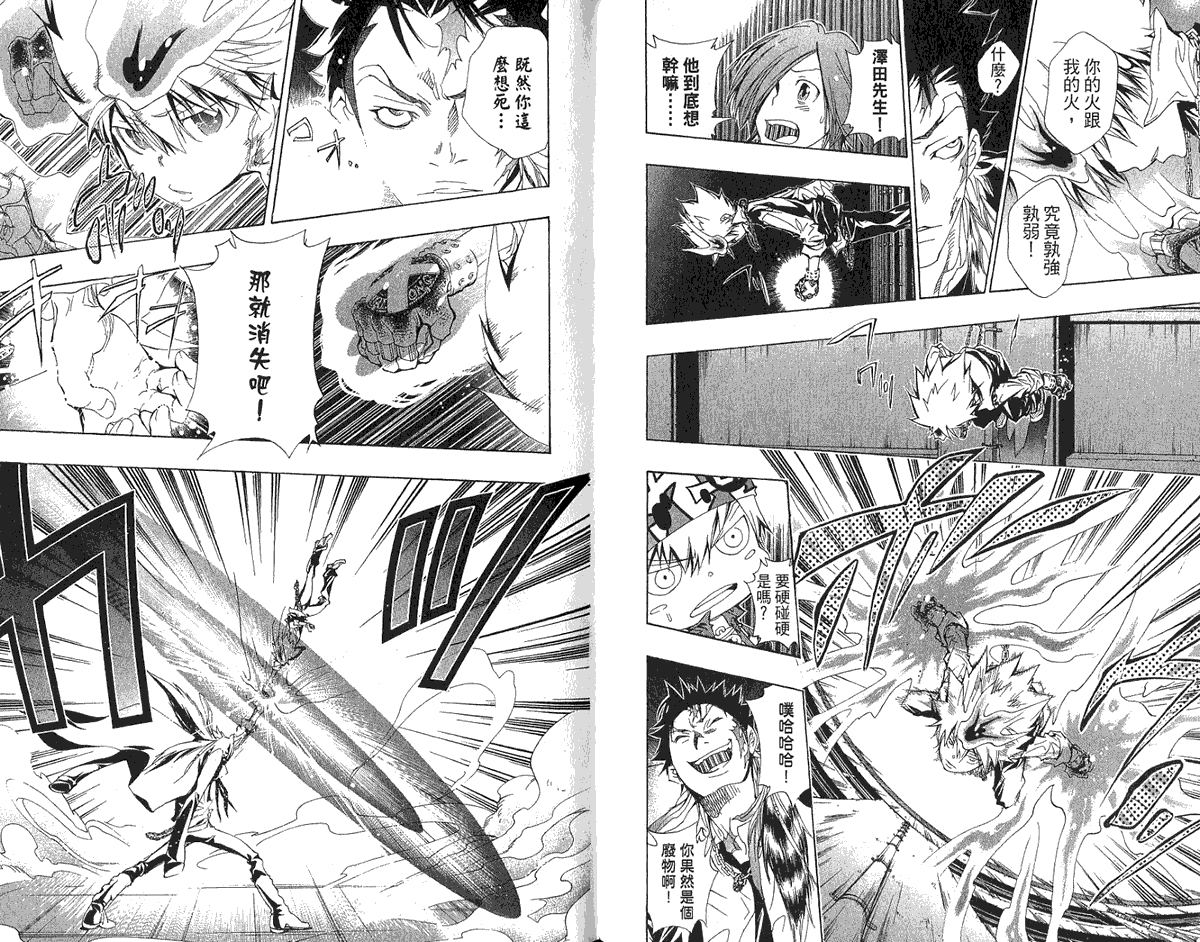 你的火跟
我的火，
究竟孰強
孰弱！
什麼？
澤田先生！
他到底想
幹嘛……
要硬碰硬
是嗎？
噗哈哈哈！
你果然是個
廢物啊！
既然你這
麼想死…
那就消失吧！
カッ